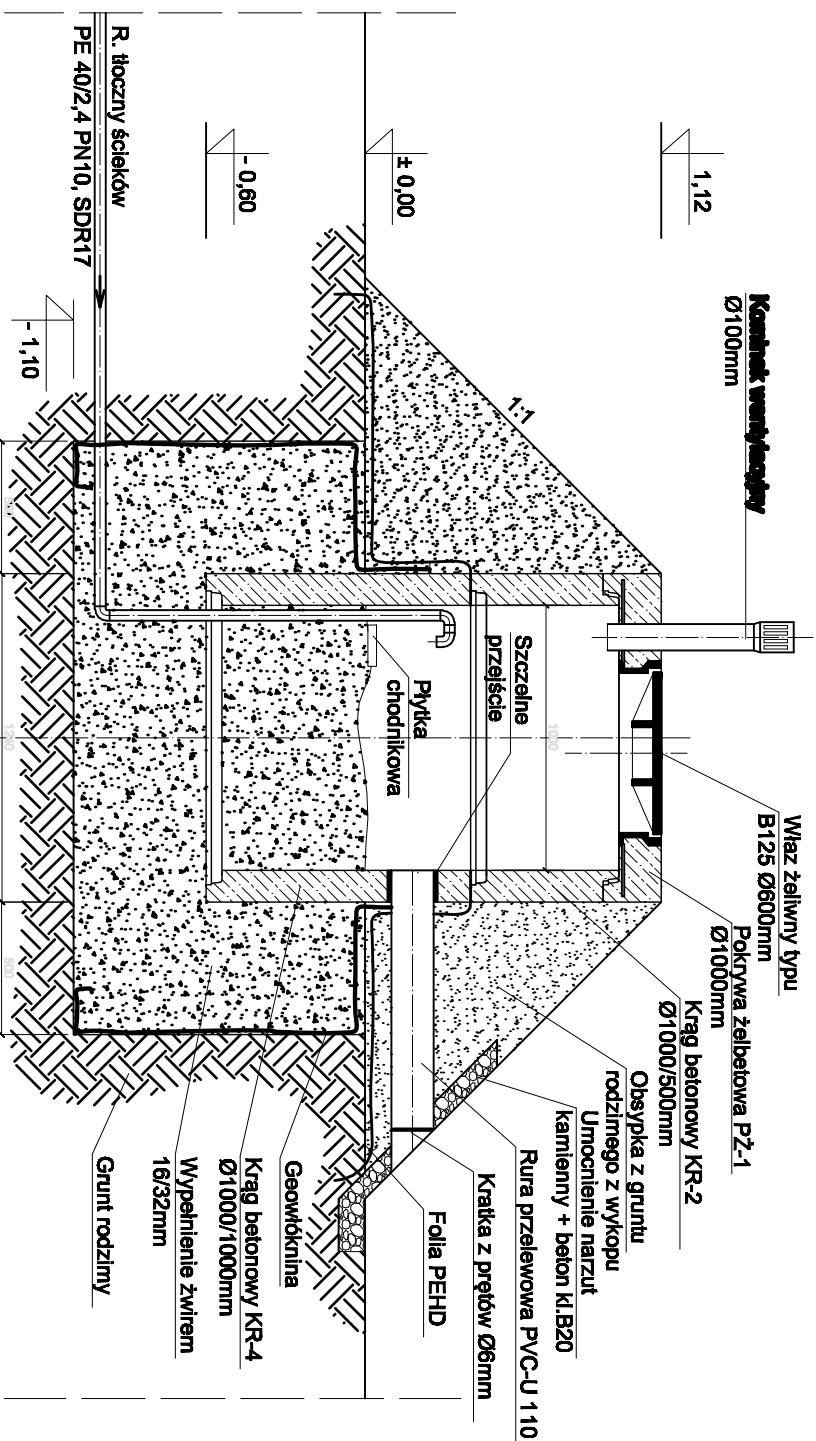 1,12
± 0,00
- 0,60
- 1,10
R. tłoczny ścieków
PE 40/2,4 PN10, SDR17
Kominek wentylacyjny
Ø100mm
1:1
Szczelne
przejście
Płytka
chodnikowa
1000
1200
500
Właz żeliwny typu
B125 Ø600mm
Pokrywa żelbetowa PŻ-1
Ø1000mm
Krąg betonowy KR-2
Ø1000/500mm
Obsypka z gruntu
rodzimego z wykopu
Umocnienie narzut
kamienny + beton kl.B20
Rura przelewowa PVC-U 110
Kratka z prętów Ø6mm
Folia PEHD
Geowłóknina
Krąg betonowy KR-4
Ø1000/1000mm
Wypełnienie żwirem
16/32mm
Grunt rodzimy